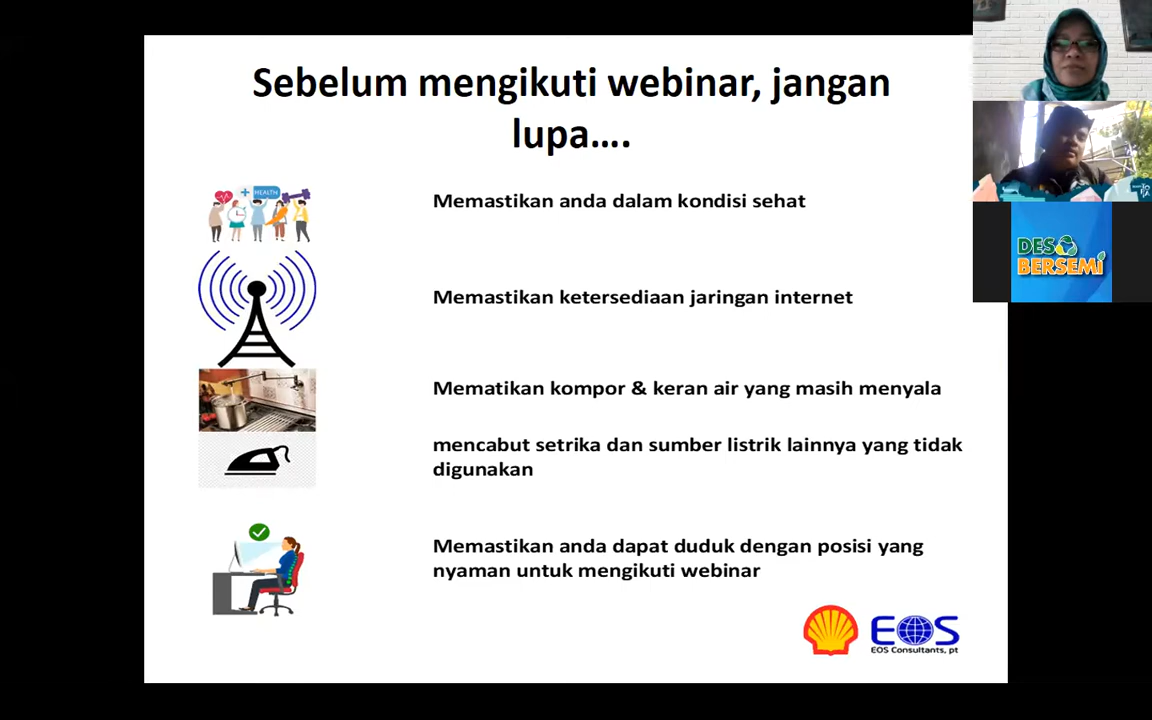 Sebelum mengikuti webinar, jangan
lupa....
HEALTH
Memastikan anda dalam kondisi sehat
Memastikan ketersediaan jaringan internet
Mematikan kompor & keran air yang masih menyala
mencabut setrika dan sumber listrik lainnya yang tidak
digunakan
Memastikan anda dapat duduk dengan posisi yang
nyaman untuk mengikuti webinar
EOS
EOS Consultants, pt
DESO
BERSEMi